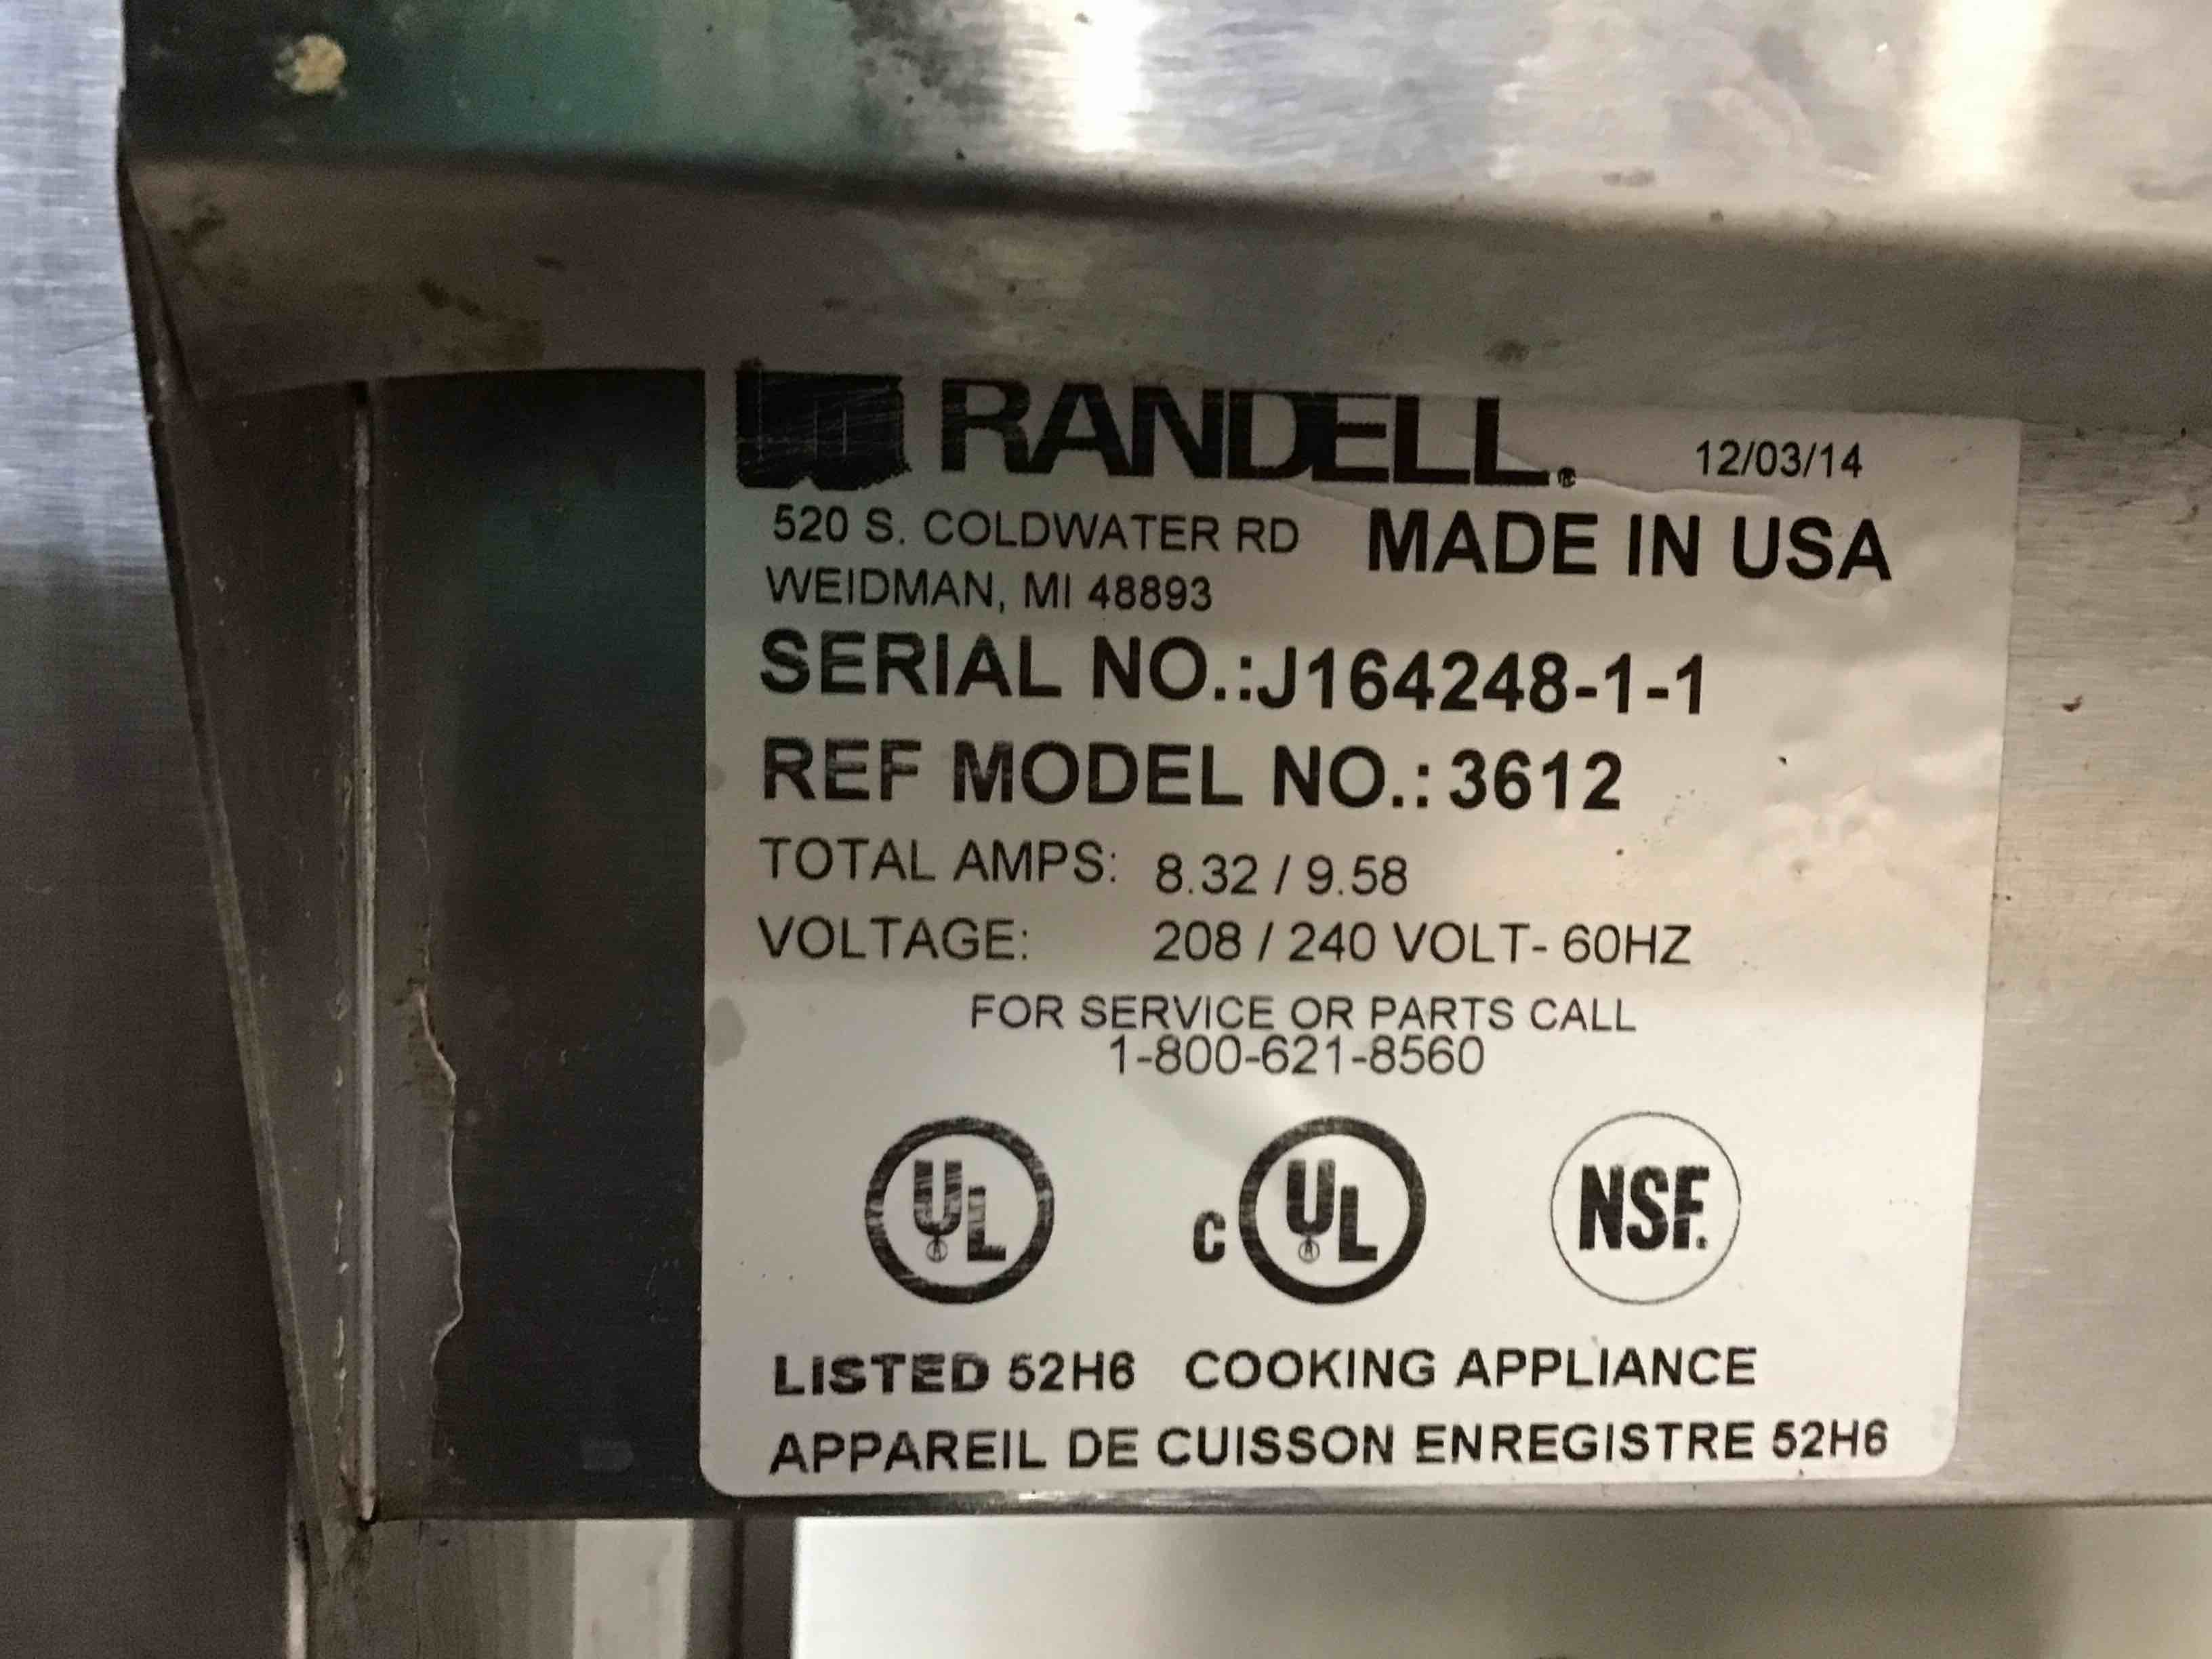 RANDELL®
12/03/14
520 S. COLDWATER RD
MADE IN USA
WEIDMAN, MI 48893
SERIAL NO.:J164248-1-1
REF MODEL NO.: 3612
TOTAL AMPS: 8.32 / 9.58
VOLTAGE: 208 / 240 VOLT- 60HZ
FOR SERVICE OR PARTS CALL
1-800-621-8560
UL® C UL® NSF.
LISTED 52H6 COOKING APPLIANCE
APPAREIL DE CUISSON ENREGISTRE 52H6